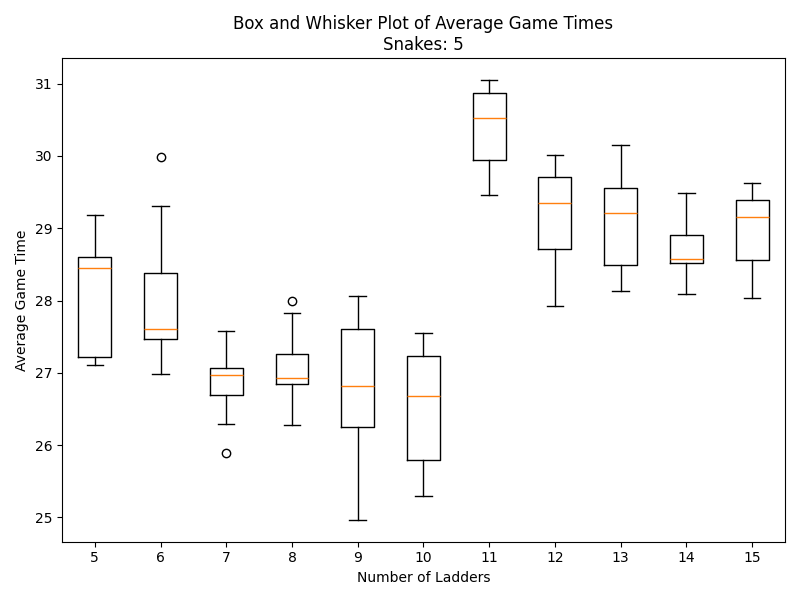 Box and Whisker Plot of Average Game Times
Snakes: 5
Average Game Time
31
30
29
28
27
26
25
5 6 7 8 9 10 11 12 13 14 15
Number of Ladders